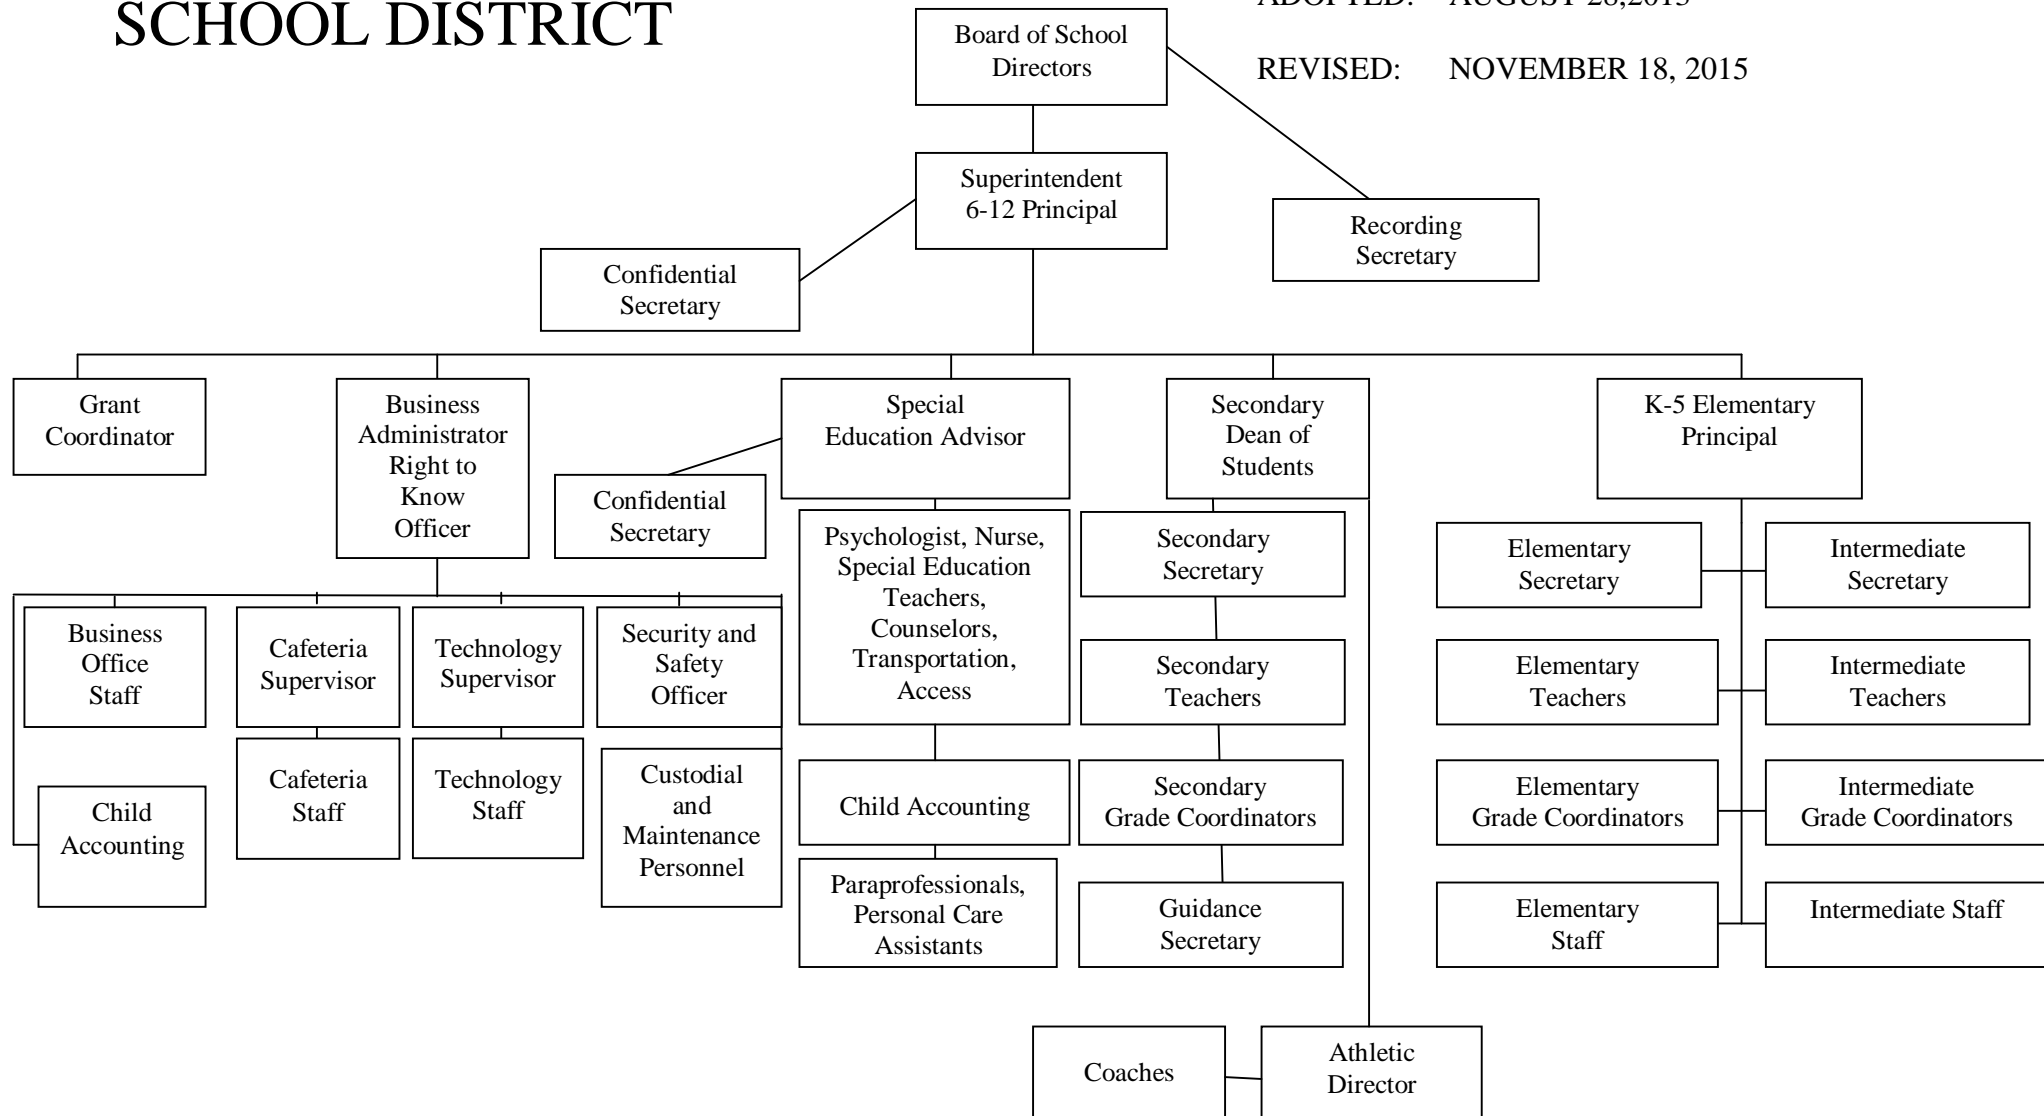 SCHOOL DISTRICT
ADOPTED: AUGUST 28,2013
REVISED: NOVEMBER 18, 2015
Board of School
Directors
Superintendent
6-12 Principal
Recording
Secretary
Confidential
Secretary
Grant
Coordinator
Business
Administrator
Right to
Know
Officer
Special
Education Advisor
Secondary
Dean of
Students
K-5 Elementary
Principal
Confidential
Secretary
Psychologist, Nurse,
Special Education
Teachers,
Counselors,
Transportation,
Access
Secondary
Secretary
Elementary
Secretary
Intermediate
Secretary
Business
Office
Staff
Cafeteria
Supervisor
Technology
Supervisor
Security and
Safety
Officer
Secondary
Teachers
Elementary
Teachers
Intermediate
Teachers
Child
Accounting
Cafeteria
Staff
Technology
Staff
Custodial
and
Maintenance
Personnel
Child Accounting
Secondary
Grade Coordinators
Elementary
Grade Coordinators
Intermediate
Grade Coordinators
Paraprofessionals,
Personal Care
Assistants
Guidance
Secretary
Elementary
Staff
Intermediate Staff
Coaches
Athletic
Director